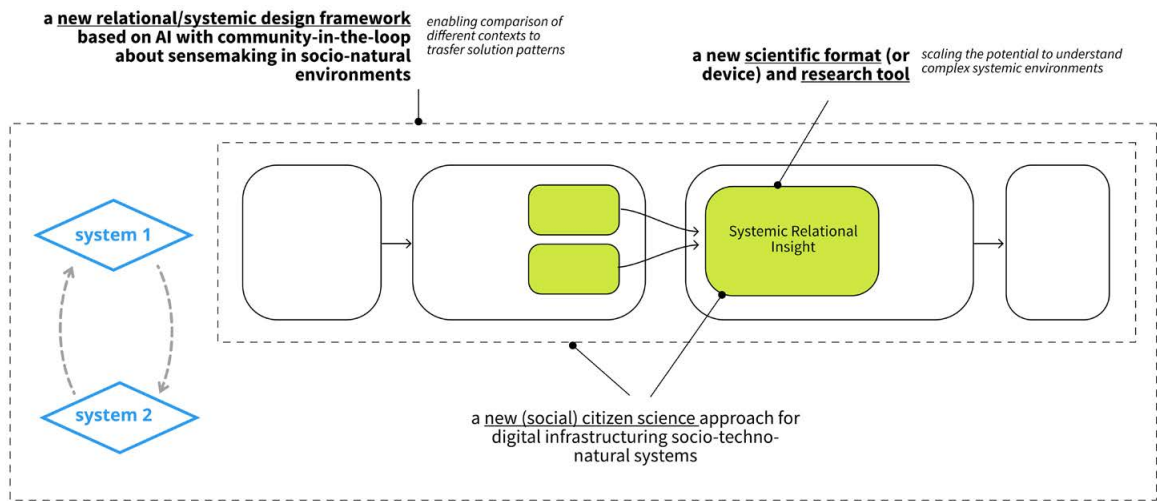 a new relational/systemic design framework
based on AI with community-in-the-loop
about sensemaking in socio-natural
environments
enabling comparison of
different contexts to
trasfer solution patterns
a new scientific format (or
device) and research tool
scaling the potential to understand
complex systemic environments
system 1
Systemic Relational
Insight
system 2
a new (social) citizen science approach for
digital infrastructuring socio-techno-
natural systems